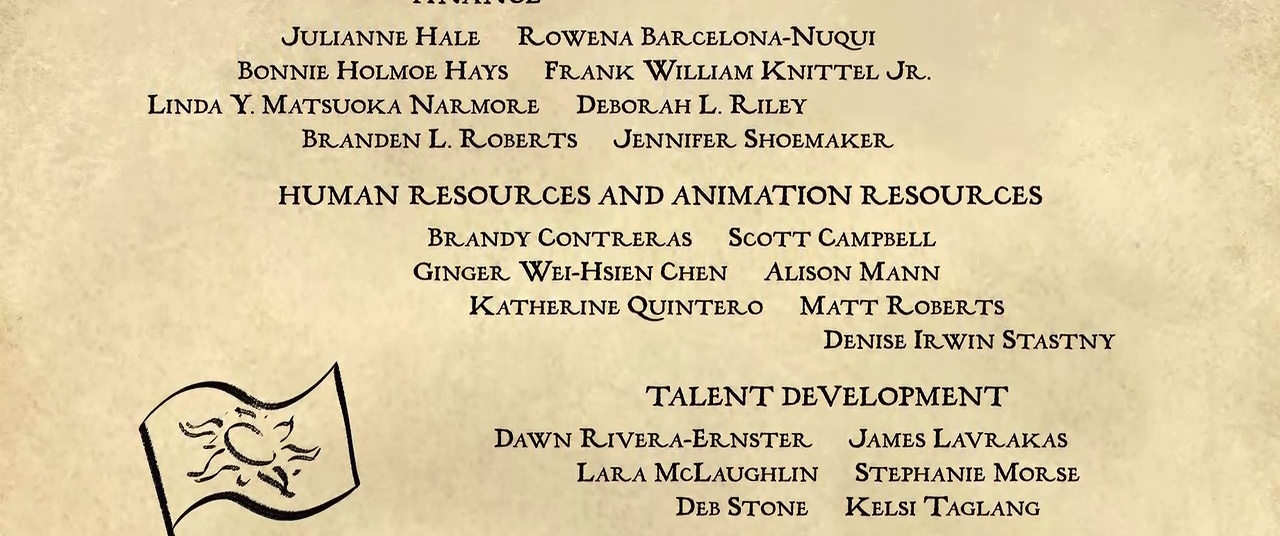 FINANCE
JULIANNE HALE ROWENA BARCELONA-NUQUI
BONNIE HOLMOE HAYS FRANK WILLIAM KNITTEL JR.
LINDA Y. MATSUOKA NARMORE DEBORAH L. RILEY
BRANDEN L. ROBERTS JENNIFER SHOEMAKER
HUMAN RESOURCES AND ANIMATION RESOURCES
BRANDY CONTRERAS SCOTT CAMPBELL
GINGER WEI-HSIEN CHEN ALISON MANN
KATHERINE QUINTERO MATT ROBERTS
DENISE IRWIN STASTNY
TALENT DEVELOPMENT
DAWN RIVERA-ERNSTER JAMES LAVRAKAS
LARA MCLAUGHLIN STEPHANIE MORSE
DEB STONE KELSI TAGLANG